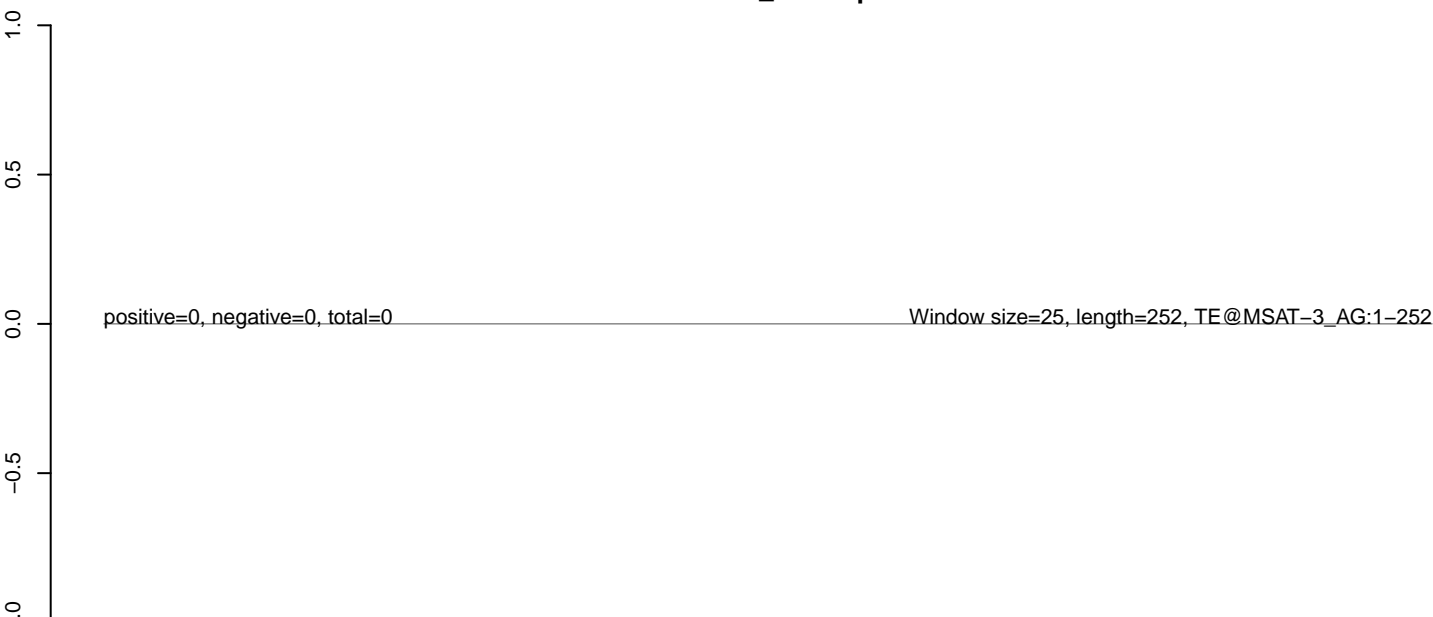 1.0
0.5
positive=0, negative=0, total=0
Window size=25, length=252, TE@MSAT−3_AG:1−252
0.0
−0.5